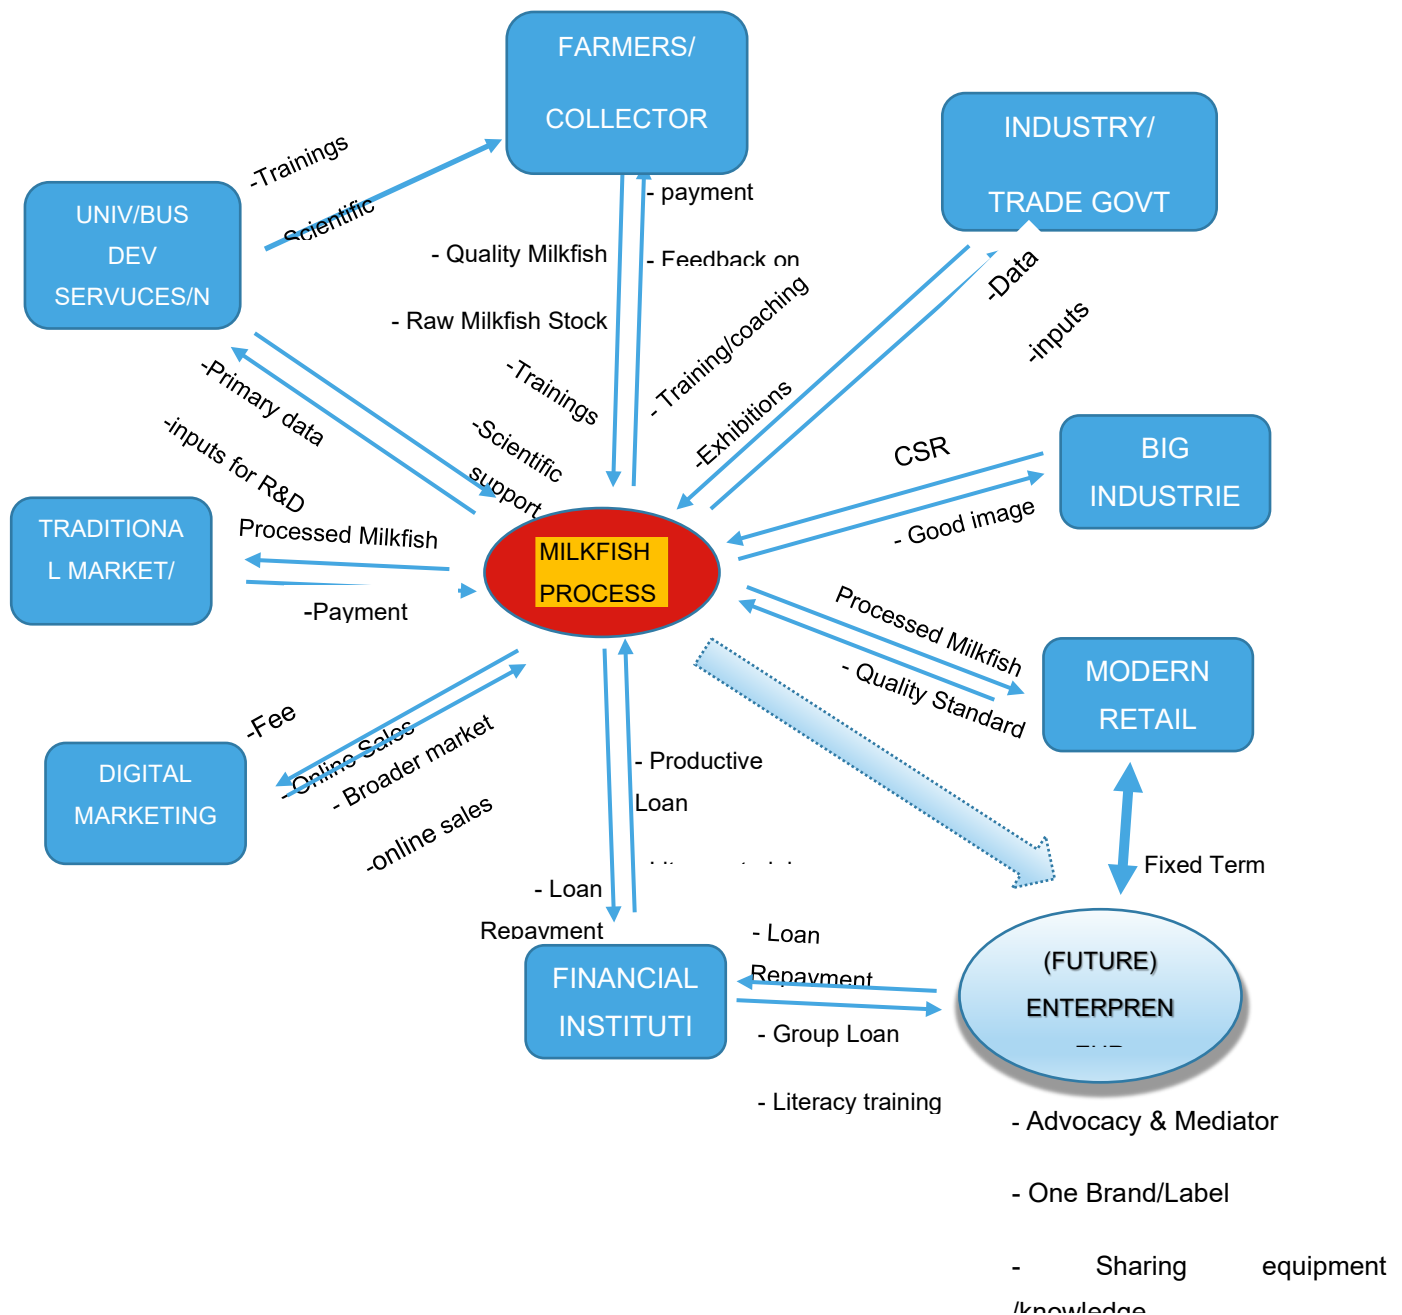 FARMERS/
COLLECTOR
INDUSTRY/
TRADE GOVT
UNIV/BUS
DEV
SERVUCES/N
-Trainings
Scientific
- payment
- Feedback on
- Quality Milkfish
- Raw Milkfish Stock
-Data
-inputs
- Training/coaching
-Exhibitions
-Trainings
-Scientific
support
-Primary data
-inputs for R&D
CSR
- Good image
BIG
INDUSTRIE
TRADITIONA
L MARKET/
Processed Milkfish
-Payment
MILKFISH
PROCESS
Processed Milkfish
- Quality Standard
MODERN
RETAIL
-Fee
- Online Sales
- Broader market
-online sales
DIGITAL
MARKETING
- Productive
Loan
- Loan
Repayment
Fixed Term
FINANCIAL
INSTITUTI
- Loan
Repayment
- Group Loan
- Literacy training
(FUTURE)
ENTERPREN
- Advocacy & Mediator
- One Brand/Label
- Sharing equipment
/knowledge